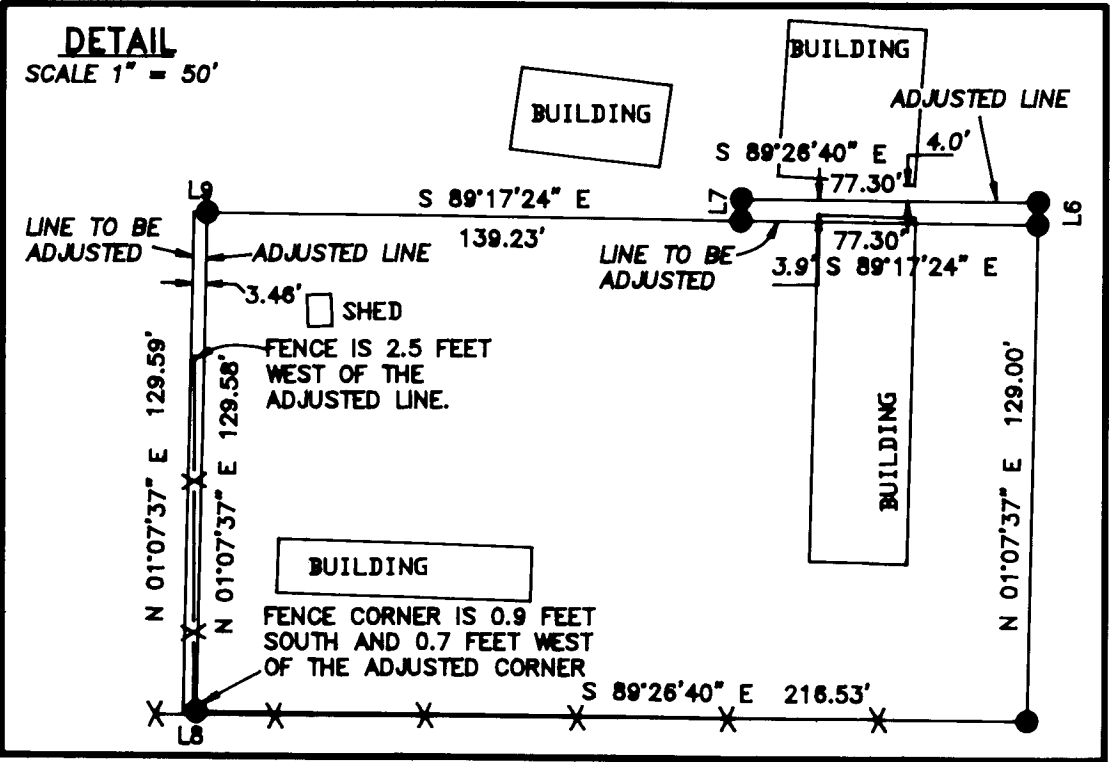 DETAIL
SCALE 1" = 50'
BUILDING
BUILDING
ADJUSTED LINE
S 89°26'40" E
4.0'
77.30'
L9
S 89°17'24" E
L7
L6
LINE TO BE
ADJUSTED
ADJUSTED LINE
139.23'
LINE TO BE
ADJUSTED
77.30'
3.9'
S 89°17'24" E
3.46'
SHED
FENCE IS 2.5 FEET
WEST OF THE
ADJUSTED LINE.
N 01°07'37" E 129.59'
N 01°07'37" E 129.58'
BUILDING
N 01°07'37" E 129.00'
BUILDING
FENCE CORNER IS 0.9 FEET
SOUTH AND 0.7 FEET WEST
OF THE ADJUSTED CORNER
S 89°26'40" E 216.53'
L8